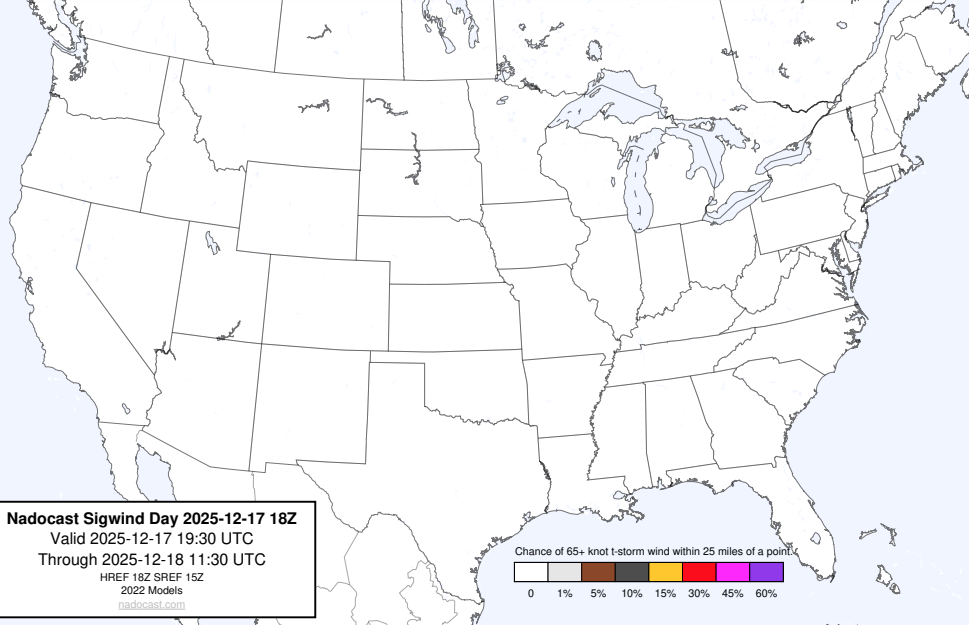 Nadocast Sigwind Day 2025-12-17 18Z
Valid 2025-12-17 19:30 UTC
Through 2025-12-18 11:30 UTC
HREF 18Z SREF 15Z
2022 Models
nadocast.com
Chance of 65+ knot t-storm wind within 25 miles of a point.
0 1% 5% 10% 15% 30% 45% 60%